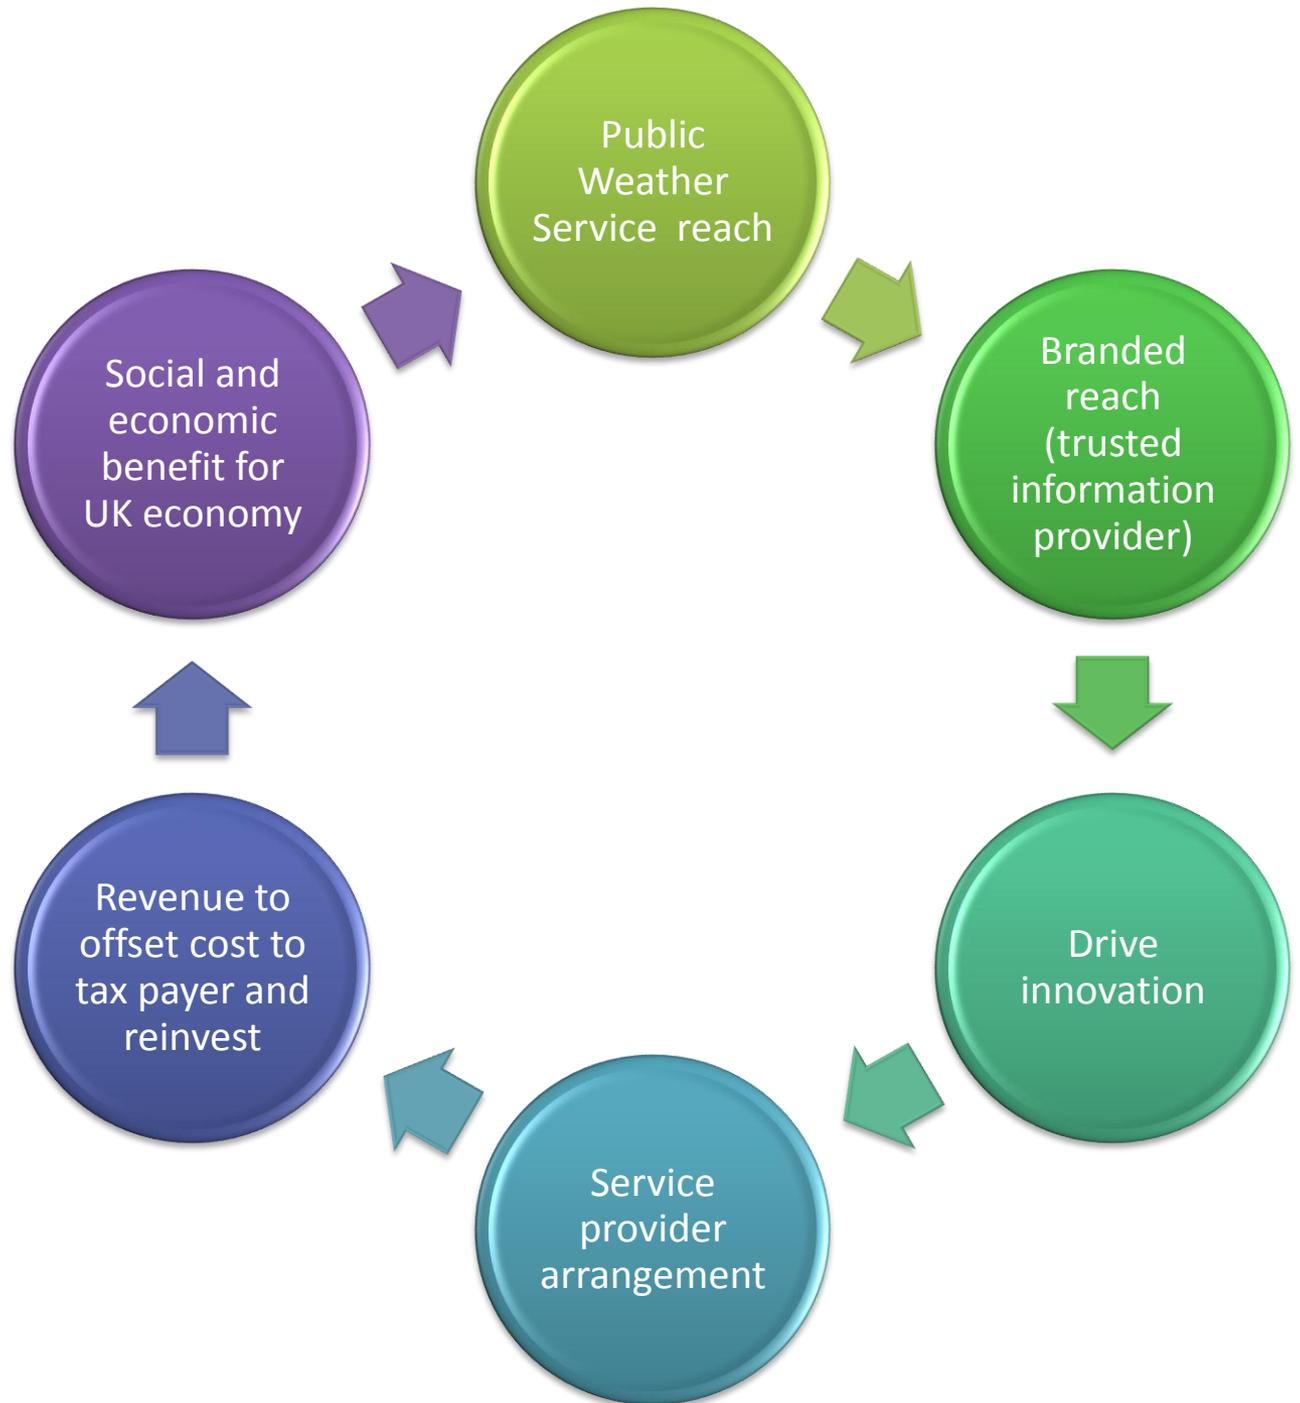 Public
Weather
Service  reach
Branded
reach
(trusted
information
provider)
Drive
innovation
Service
provider
arrangement
Revenue to
offset cost to
tax payer and
reinvest
Social and
economic
benefit for
UK economy